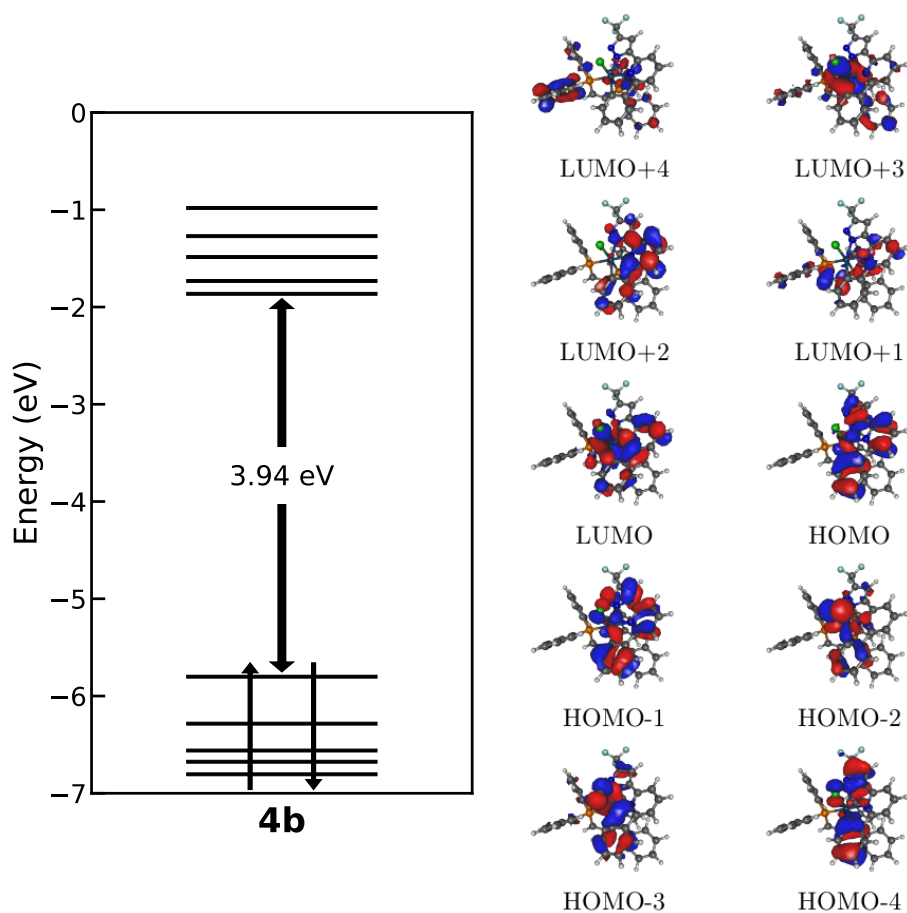 Energy (eV)
0
−1
−2
−3
−4
−5
−6
−7
3.94 eV
4b
LUMO+4
LUMO+3
LUMO+2
LUMO+1
LUMO
HOMO
HOMO-1
HOMO-2
HOMO-3
HOMO-4